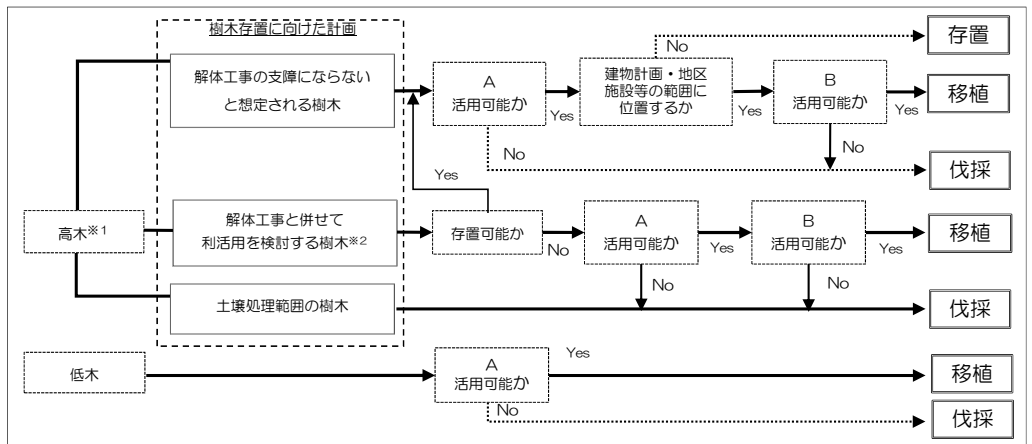 樹木存置に向けた計画
解体工事の支障にならない
と想定される樹木
A
活用可能か
Yes
建物計画・地区
施設等の範囲に
位置するか
No
存置
Yes
B
活用可能か
Yes
移植
No
No
伐採
Yes
高木※1
解体工事と併せて
利活用を検討する樹木※2
存置可能か
No
A
活用可能か
Yes
B
活用可能か
Yes
移植
No
No
土壌処理範囲の樹木
伐採
低木
A
活用可能か
Yes
移植
No
伐採